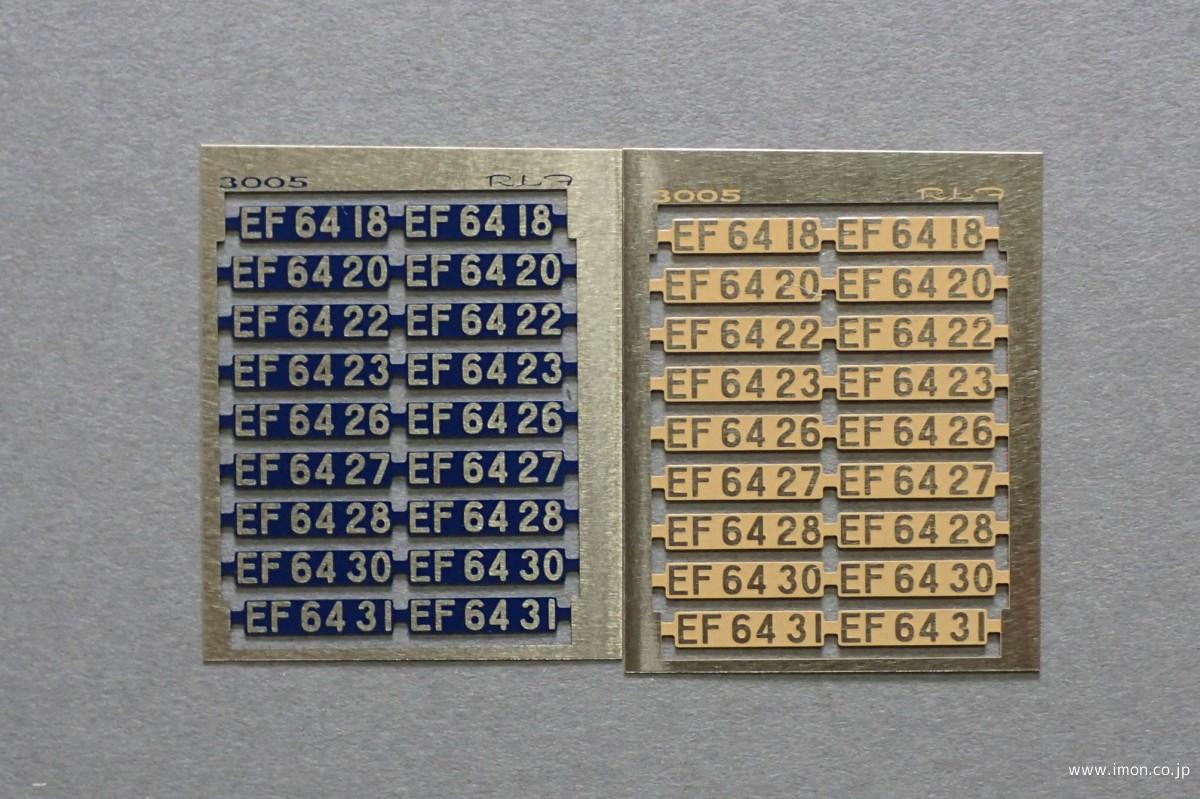 3005 RLF
EF 64 18 EF 64 18
EF 64 20 EF 64 20
EF 64 22 EF 64 22
EF 64 23 EF 64 23
EF 64 26 EF 64 26
EF 64 27 EF 64 27
EF 64 28 EF 64 28
EF 64 30 EF 64 30
EF 64 31 EF 64 31
3005 RLF
EF 64 18 EF 64 18
EF 64 20 EF 64 20
EF 64 22 EF 64 22
EF 64 23 EF 64 23
EF 64 26 EF 64 26
EF 64 27 EF 64 27
EF 64 28 EF 64 28
EF 64 30 EF 64 30
EF 64 31 EF 64 31
www.imon.co.jp